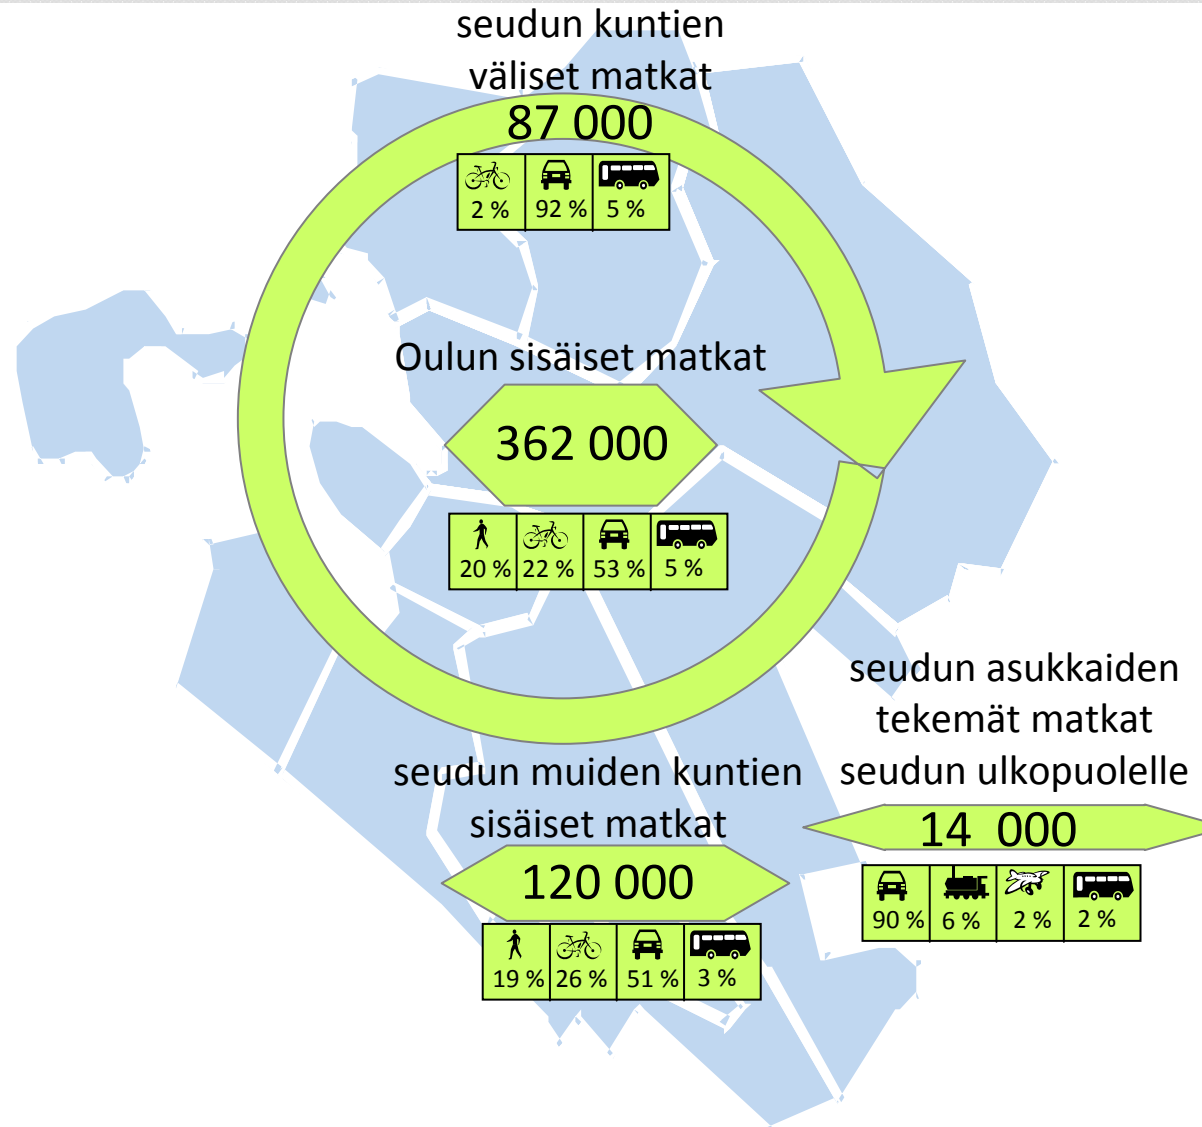 seudun kuntien
väliset matkat
87 000
2 % 92 % 5 %
Oulun sisäiset matkat
362 000
20 % 22 % 53 % 5 %
seudun asukkaiden
tekemät matkat
seudun ulkopuolelle
14 000
90 % 6 % 2 % 2 %
seudun muiden kuntien
sisäiset matkat
120 000
19 % 26 % 51 % 3 %